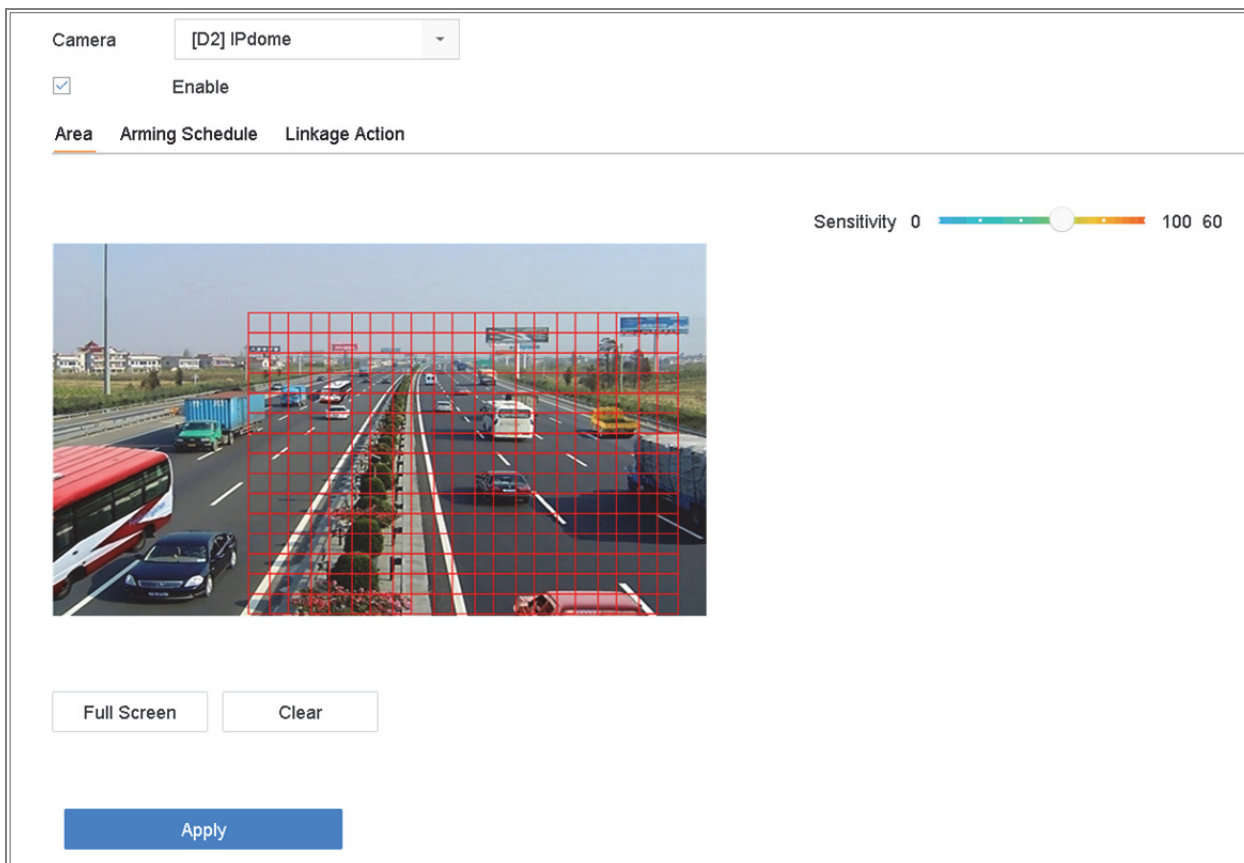 Camera [D2] IPdome
Enable
Area Arming Schedule Linkage Action
Sensitivity 0 100 60
Full Screen Clear
Apply